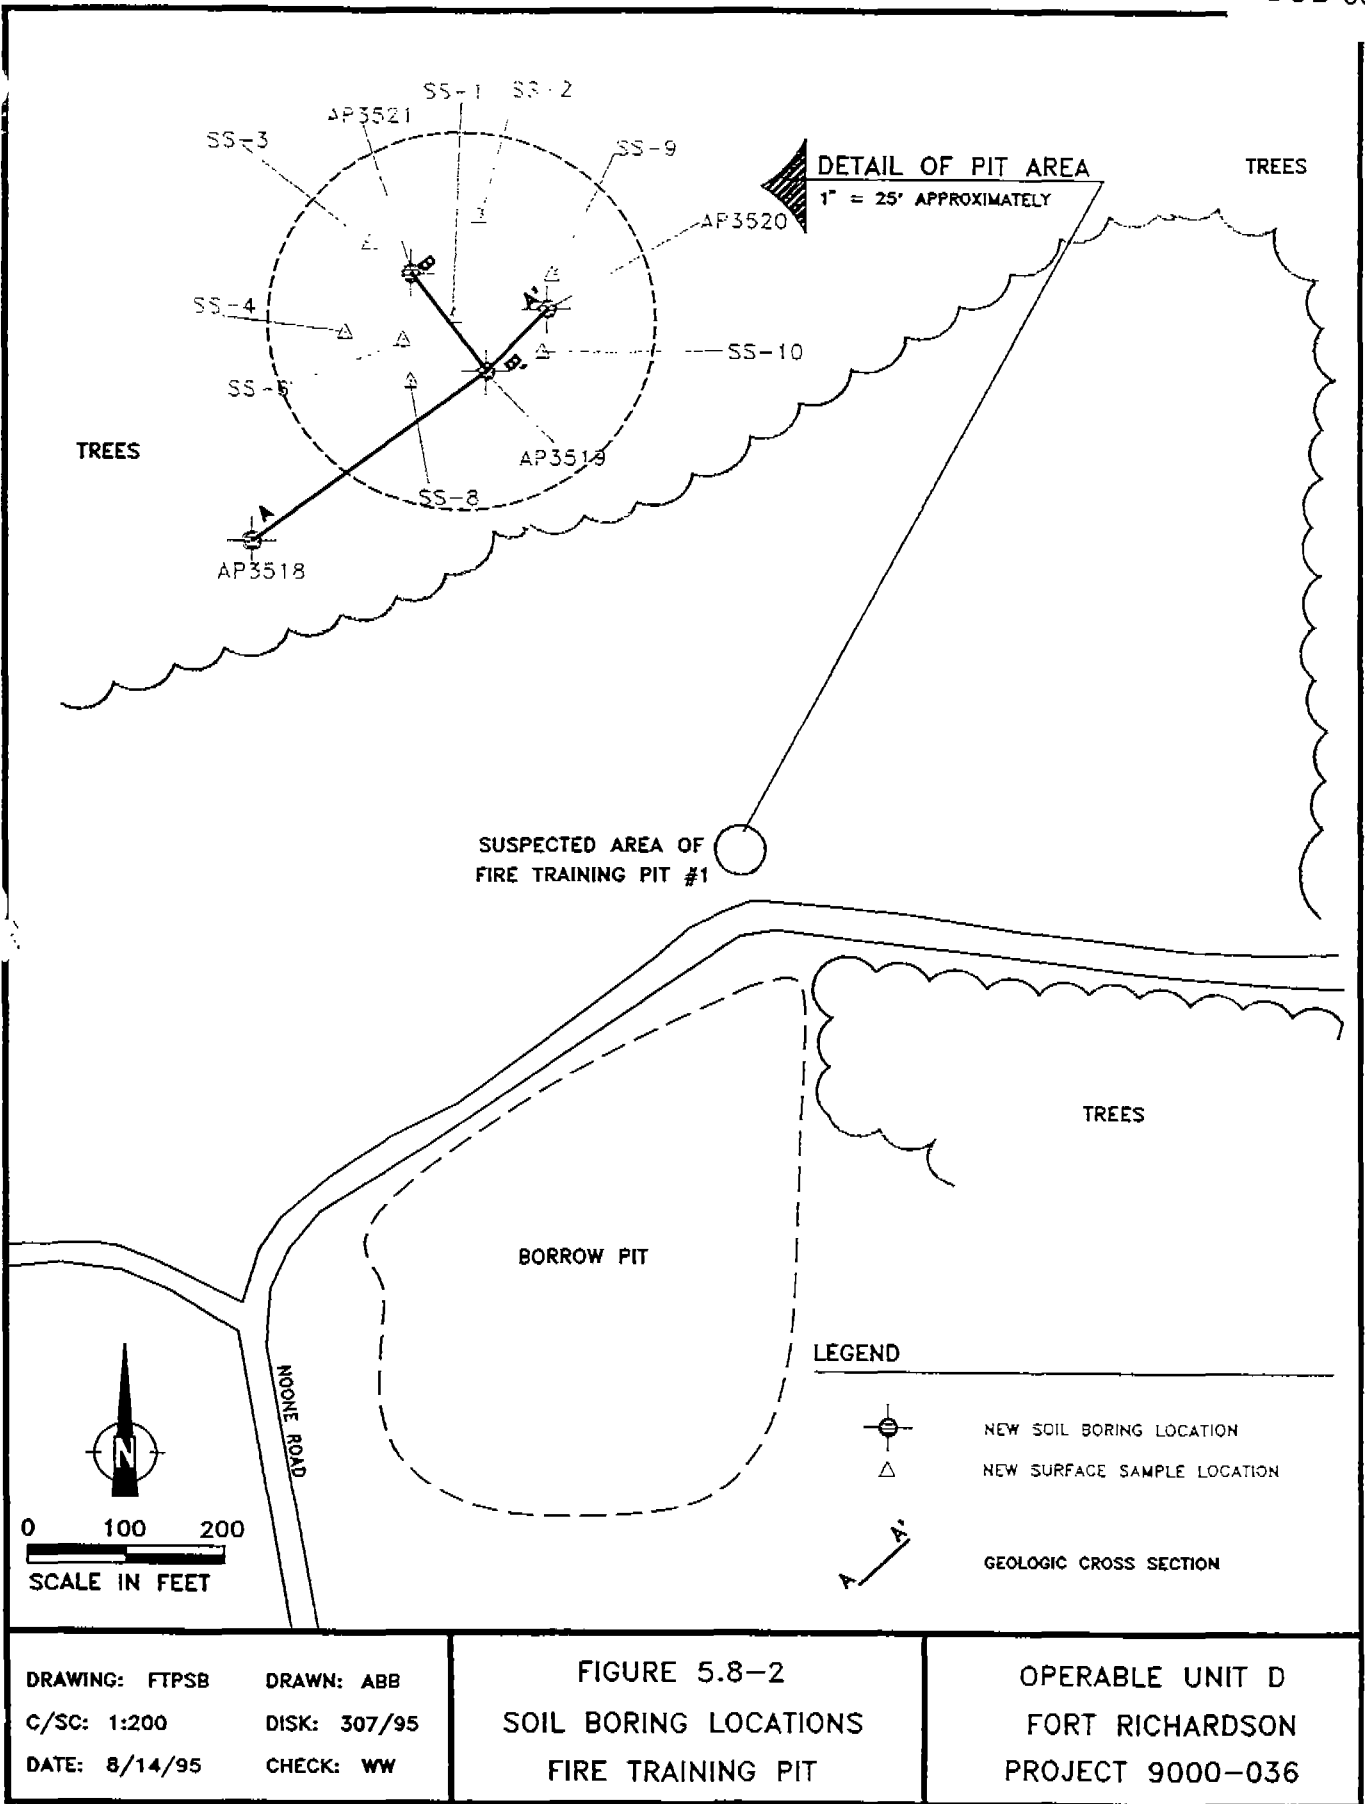 SS-1
SS-2
AP3521
SS-3
SS-9
DETAIL OF PIT AREA
1" = 25' APPROXIMATELY
TREES
AP3520
B
A'
SS-4
SS-10
B'
SS-
TREES
AP3519
SS-8
A
AP3518
SUSPECTED AREA OF
FIRE TRAINING PIT #1
TREES
BORROW PIT
NOONE ROAD
LEGEND
NEW SOIL BORING LOCATION
NEW SURFACE SAMPLE LOCATION
A A'
GEOLOGIC CROSS SECTION
N
0 100 200
SCALE IN FEET
DRAWING: FTPSB DRAWN: ABB
C/SC: 1:200 DISK: 307/95
DATE: 8/14/95 CHECK: WW
FIGURE 5.8-2
SOIL BORING LOCATIONS
FIRE TRAINING PIT
OPERABLE UNIT D
FORT RICHARDSON
PROJECT 9000-036